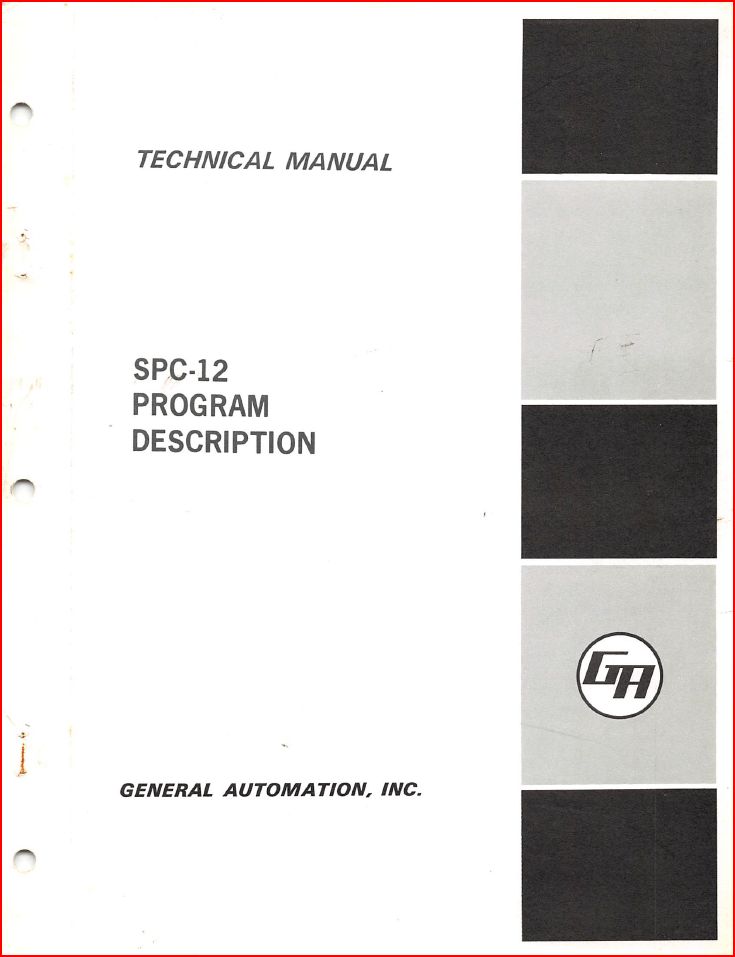 TECHNICAL MANUAL
SPC-12
PROGRAM
DESCRIPTION
GA
GENERAL AUTOMATION, INC.